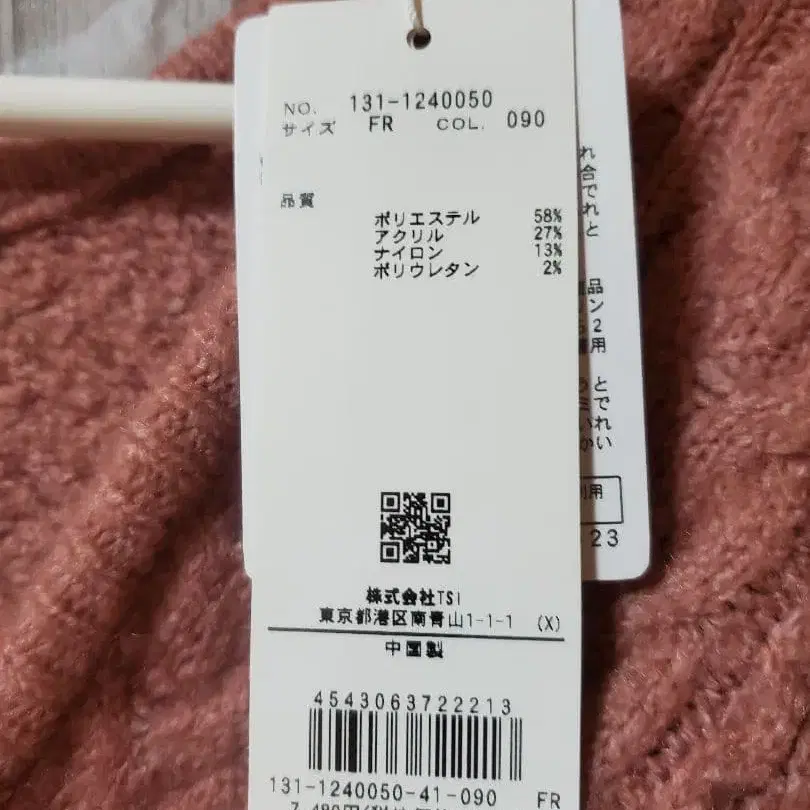 NO. 131-1240050
サイズ FR COL. 090
品質
ポリエステル 58%
アクリル 27%
ナイロン 13%
ポリウレタン 2%
株式会社TSI
東京都港区南青山1-1-1 (X)
中国製
4543063722213
131-1240050-41-090 FR
れ
合
で
れ
と
品
ン
2
用
と
で
いれ
かい
用
23